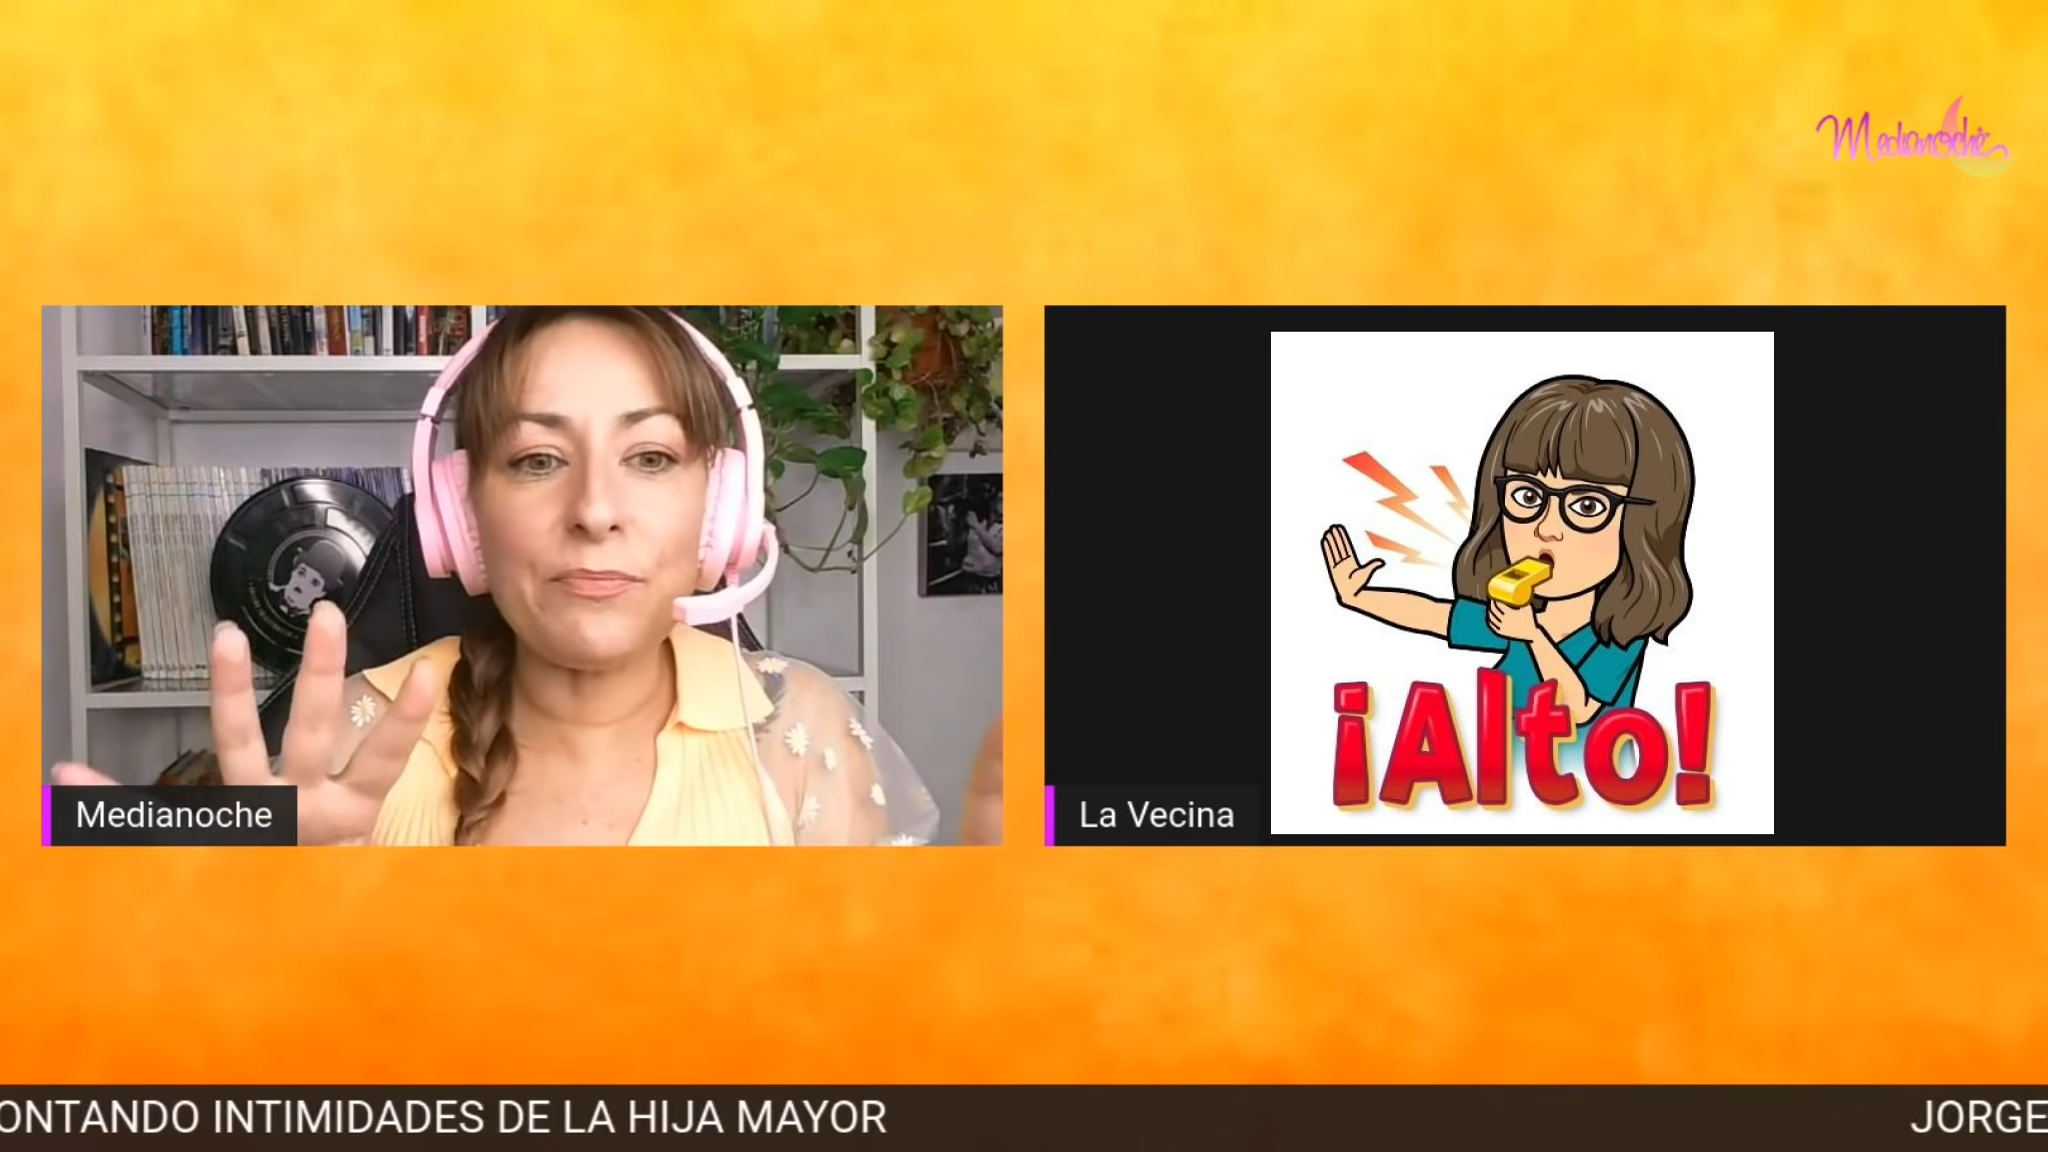 Medianoche
Medianoche
La Vecina
¡Alto!
ONTANDO INTIMIDADES DE LA HIJA MAYOR
JORGE